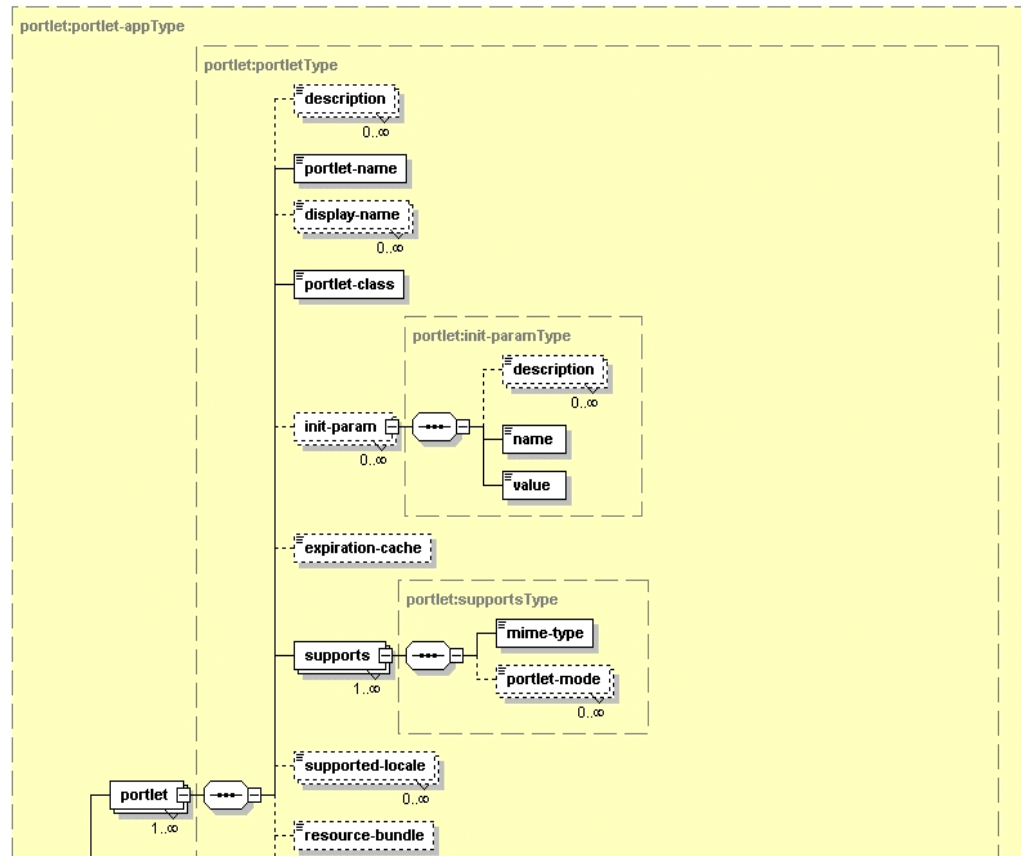 portlet:portlet-appType
portlet:portletType
description
0..∞
portlet-name
display-name
0..∞
portlet-class
portlet:init-paramType
description
0..∞
init-param
0..∞
name
value
expiration-cache
portlet:supportsType
mime-type
supports
1..∞
portlet-mode
0..∞
supported-locale
0..∞
portlet
1..∞
resource-bundle